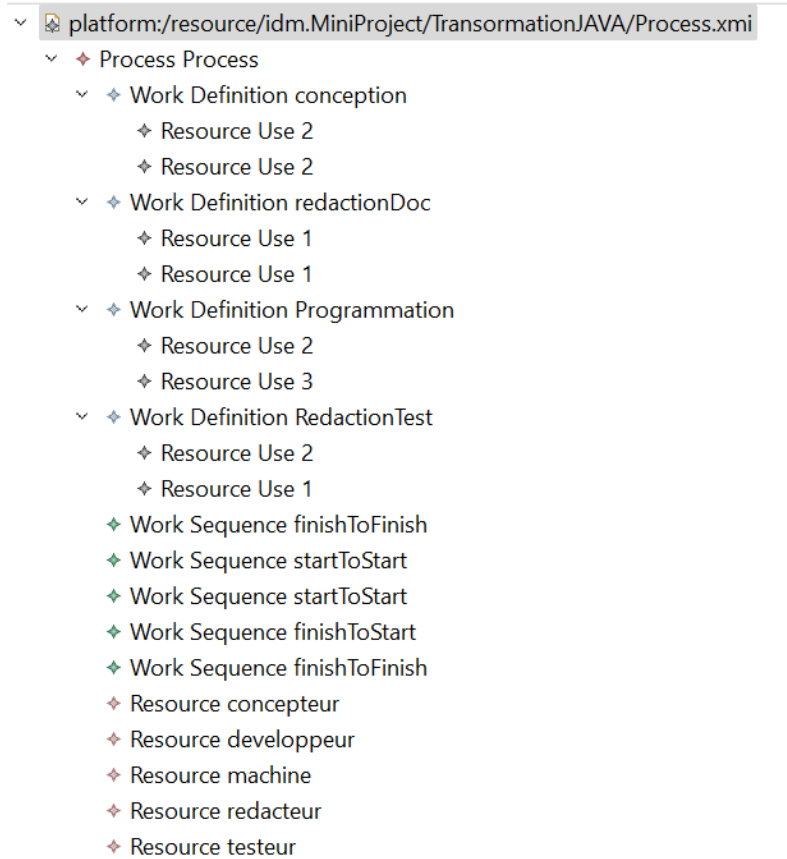 platform:/resource/idm.MiniProject/TransormationJAVA/Process.xmi
Process Process
Work Definition conception
Resource Use 2
Resource Use 2
Work Definition redactionDoc
Resource Use 1
Resource Use 1
Work Definition Programmation
Resource Use 2
Resource Use 3
Work Definition RedactionTest
Resource Use 2
Resource Use 1
Work Sequence finishToFinish
Work Sequence startToStart
Work Sequence startToStart
Work Sequence finishToStart
Work Sequence finishToFinish
Resource concepteur
Resource developpeur
Resource machine
Resource redacteur
Resource testeur